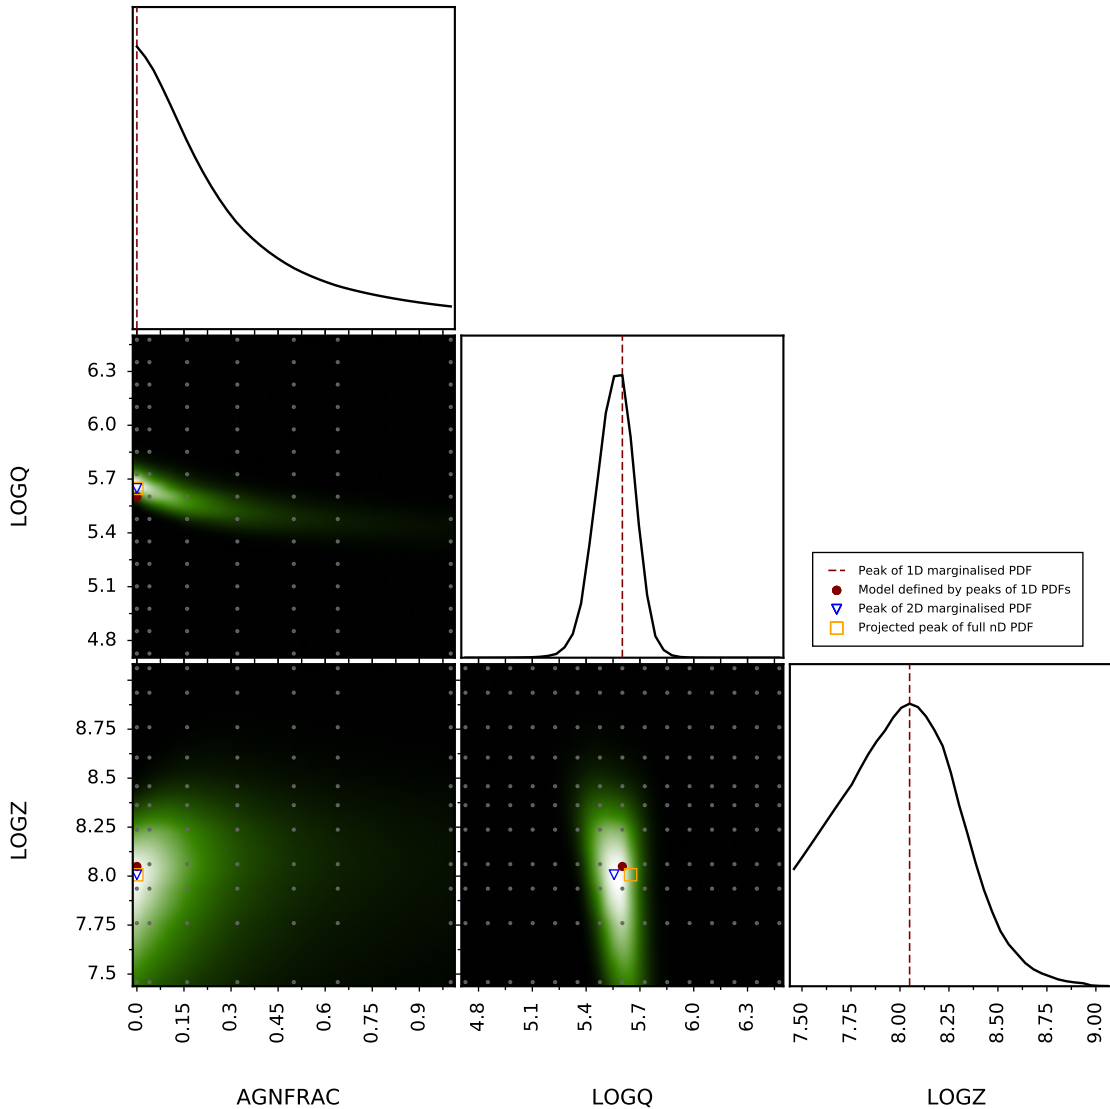 6.3
6.0
5.7
5.4
5.1
4.8
LOGQ
Peak of 1D marginalised PDF
Model defined by peaks of 1D PDFs
Peak of 2D marginalised PDF
Projected peak of full nD PDF
8.75
8.5
8.25
8.0
7.75
7.5
LOGZ
0.0 0.15 0.3 0.45 0.6 0.75 0.9
4.8 5.1 5.4 5.7 6.0 6.3
7.50 7.75 8.00 8.25 8.50 8.75 9.00
AGNFRAC LOGQ LOGZ